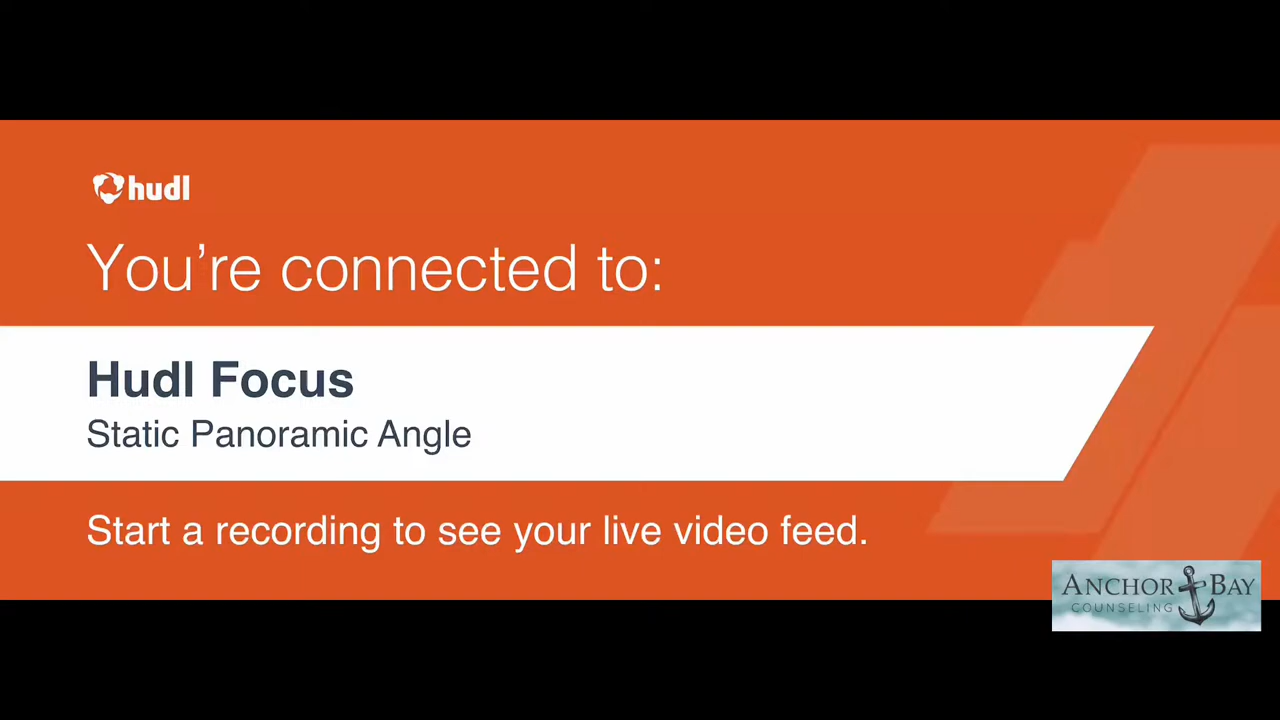 hudl
You're connected to:
Hudl Focus
Static Panoramic Angle
Start a recording to see your live video feed.
ANCHOR BAY
COUNSELING